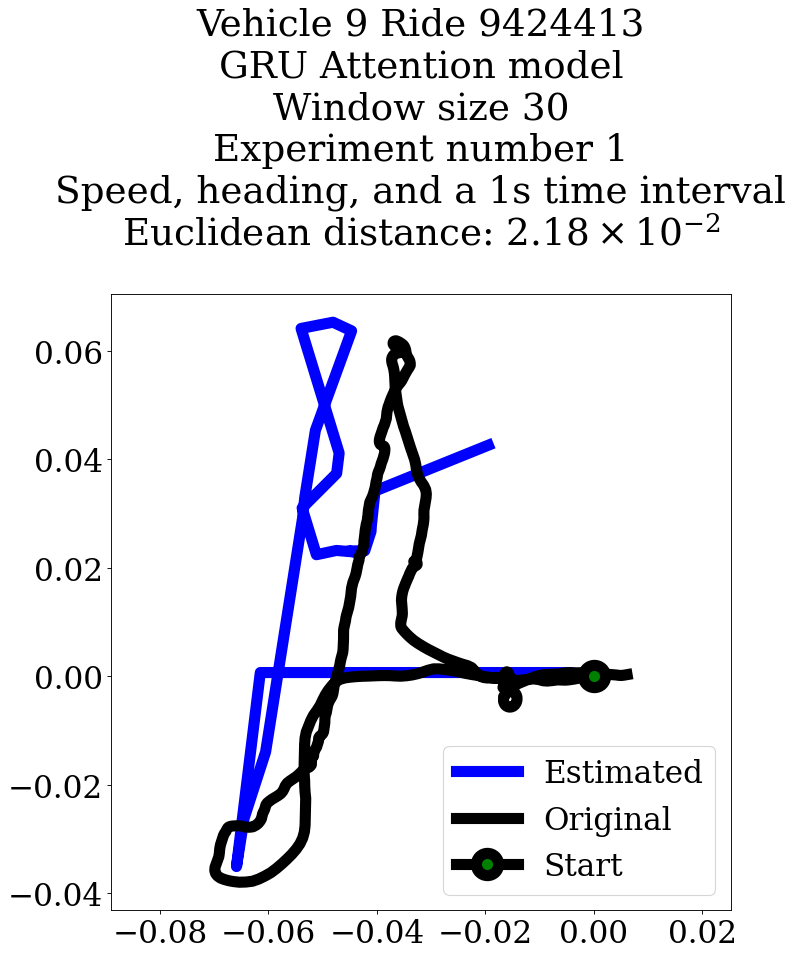 Vehicle 9 Ride 9424413
GRU Attention model
Window size 30
Experiment number 1
Speed, heading, and a 1s time interval
Euclidean distance: 2.18 × 10⁻²
0.06
0.04
0.02
0.00
−0.02
−0.04
Estimated
Original
Start
−0.08 −0.06 −0.04 −0.02 0.00 0.02